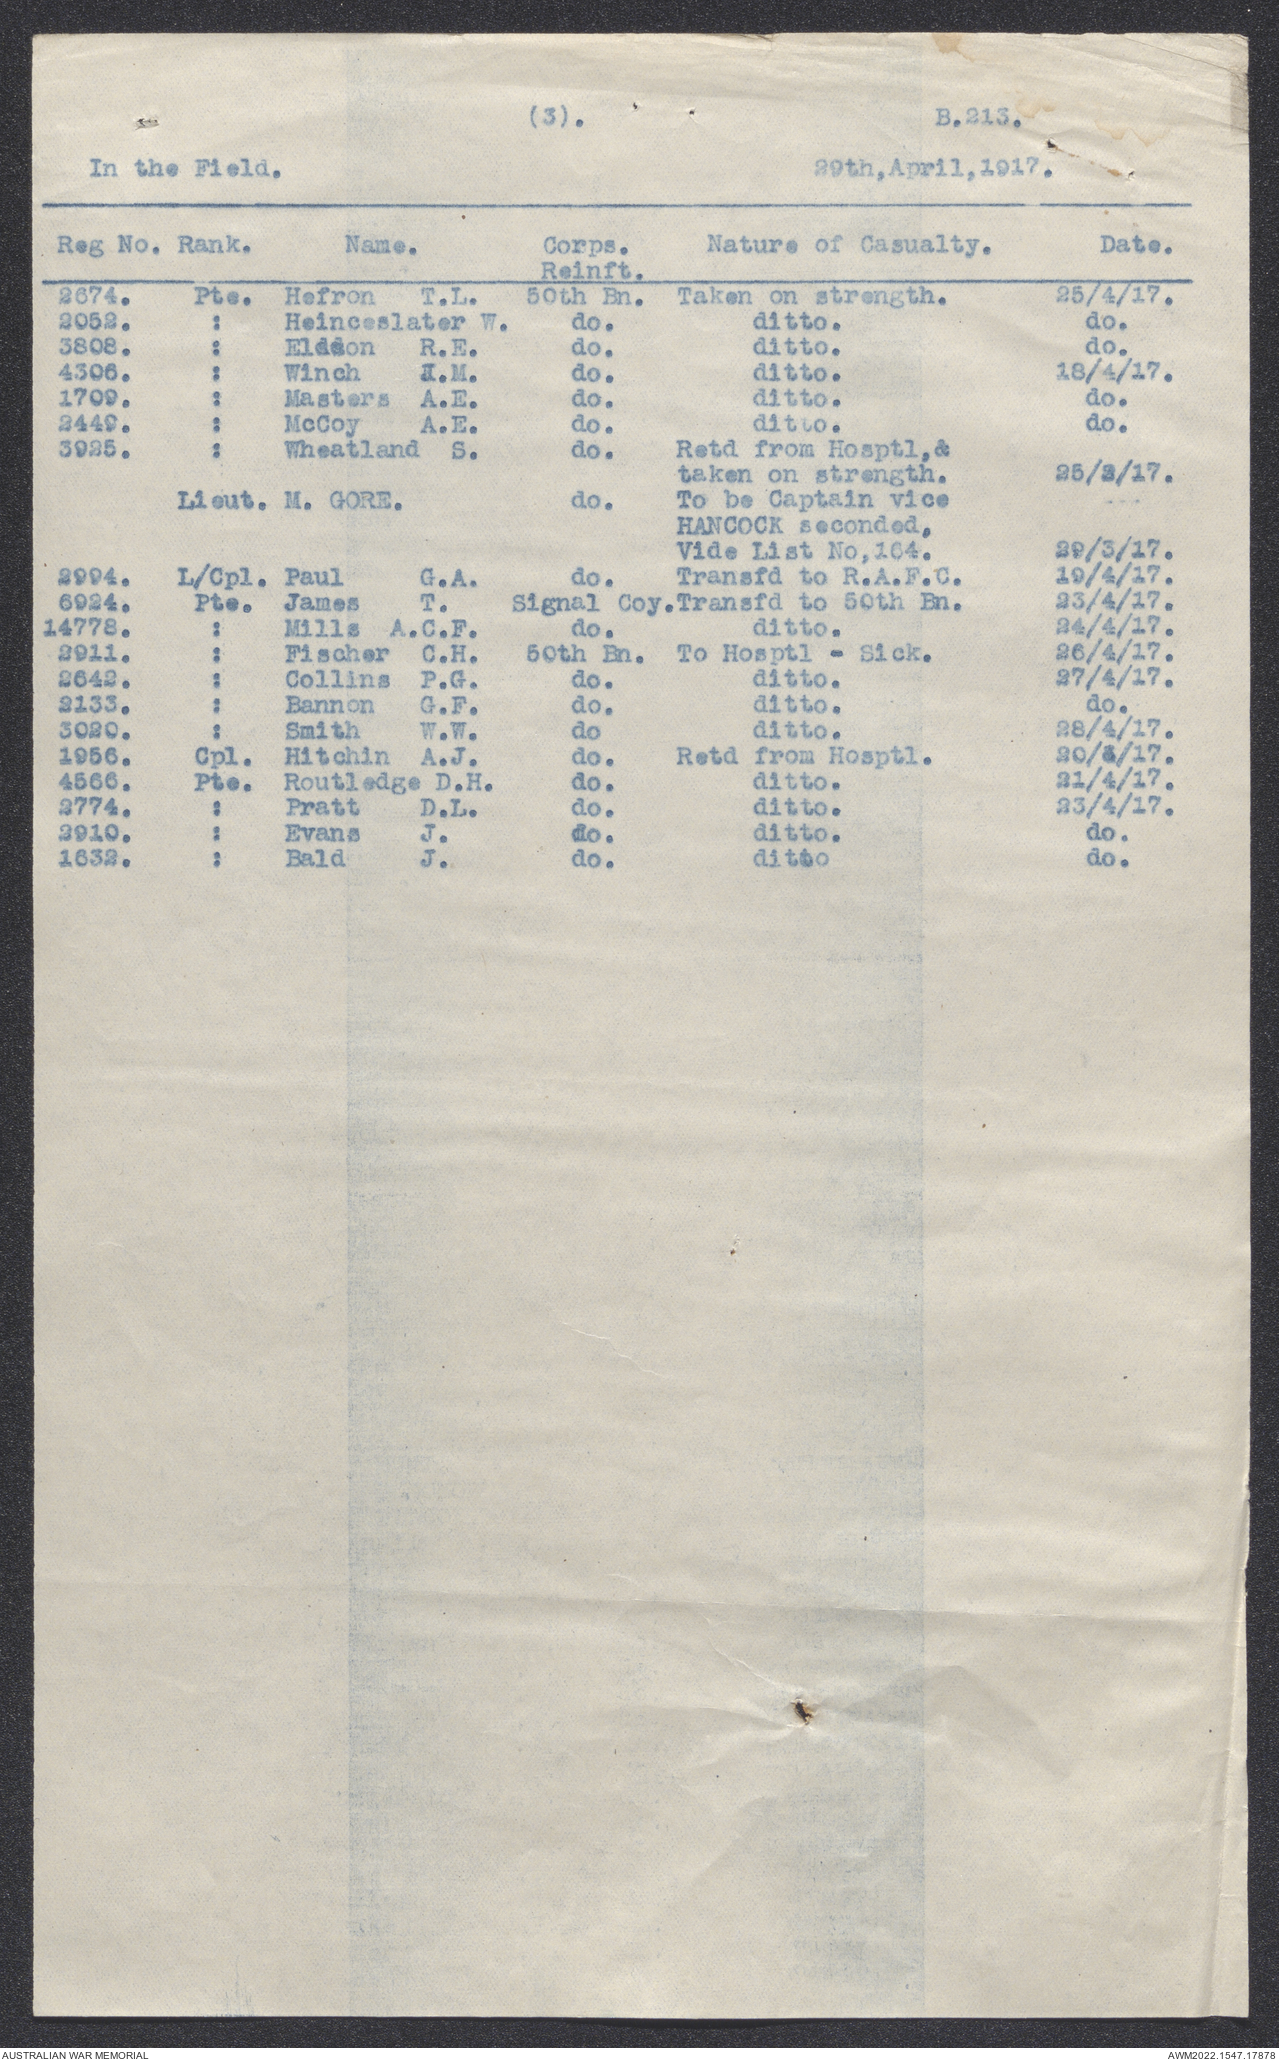 (3). B.213.
In the Field. 29th,April,1917.
Reg No. Rank. Name. Corps. Nature of Casualty. Date.
Reinft.
2674. Pte. Hefron T.L. 50th Bn. Taken on strength. 25/4/17.
2052. : Heinceslater W. do. ditto. do.
3808. : Elddon R.E. do. ditto. do.
4306. : Winch J.M. do. ditto. 18/4/17.
1709. : Masters A.E. do. ditto. do.
2449. : McCoy A.E. do. ditto. do.
3925. : Wheatland S. do. Retd from Hosptl,&
taken on strength. 25/3/17.
Lieut. M. GORE. do. To be Captain vice ---
HANCOCK seconded,
Vide List No,164. 29/3/17.
2994. L/Cpl. Paul G.A. do. Transfd to R.A.F.C. 19/4/17.
6924. Pte. James T. Signal Coy. Transfd to 50th Bn. 23/4/17.
14778. : Mills A.C.F. do. ditto. 24/4/17.
2911. : Fischer C.H. 50th Bn. To Hosptl - Sick. 26/4/17.
2642. : Collins P.G. do. ditto. 27/4/17.
2133. : Bannon G.F. do. ditto. do.
3020. : Smith W.W. do ditto. 28/4/17.
1956. Cpl. Hitchin A.J. do. Retd from Hosptl. 20/4/17.
4566. Pte. Routledge D.H. do. ditto. 21/4/17.
2774. : Pratt D.L. do. ditto. 23/4/17.
2910. : Evans J. do. ditto. do.
1632. : Bald J. do. ditto do.
AUSTRALIAN WAR MEMORIAL AWM2022.1547.17878